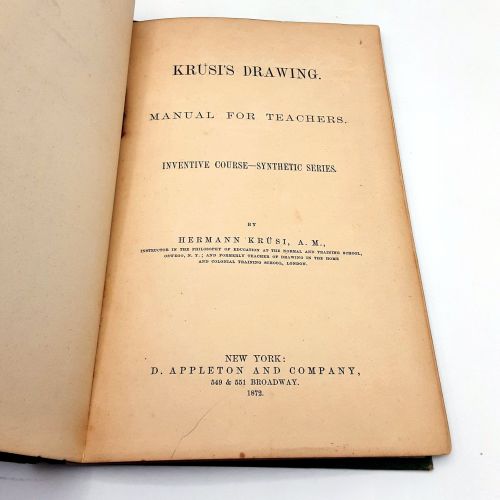 KRÜSI'S DRAWING.
MANUAL FOR TEACHERS.
INVENTIVE COURSE—SYNTHETIC SERIES.
BY
HERMANN KRÜSI, A. M.,
INSTRUCTOR IN THE PHILOSOPHY OF EDUCATION AT THE NORMAL AND TRAINING SCHOOL,
OSWEGO, N. Y.; AND FORMERLY TEACHER OF DRAWING IN THE HOME
AND COLONIAL TRAINING SCHOOL, LONDON.
NEW YORK:
D. APPLETON AND COMPANY,
549 & 551 BROADWAY.
1872.